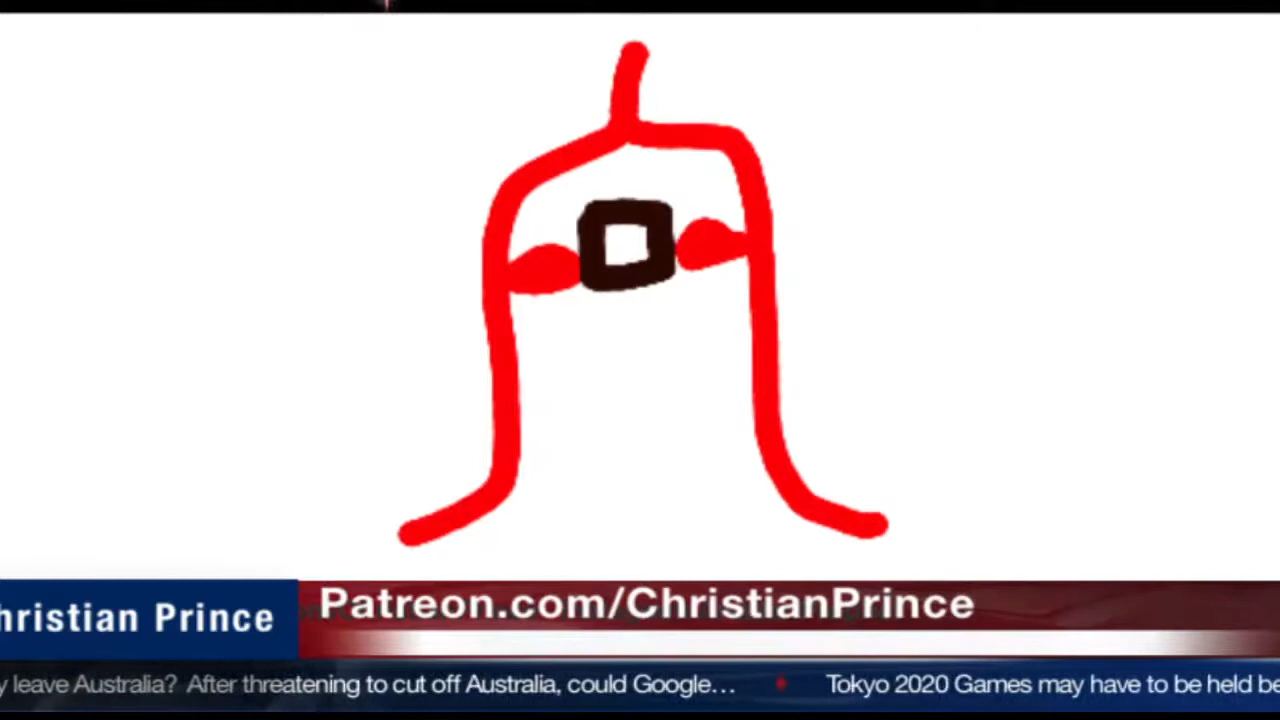 hristian Prince
Patreon.com/ChristianPrince
y leave Australia? After threatening to cut off Australia, could Google... Tokyo 2020 Games may have to be held be